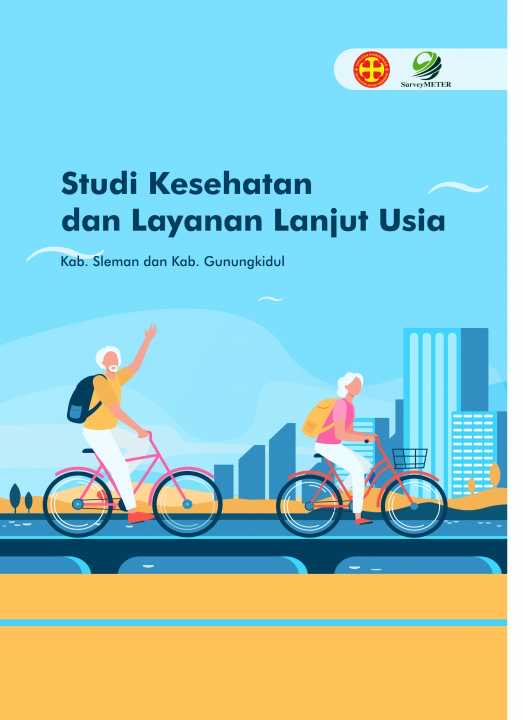 SurveyMETER
Studi Kesehatan
dan Layanan Lanjut Usia
Kab. Sleman dan Kab. Gunungkidul